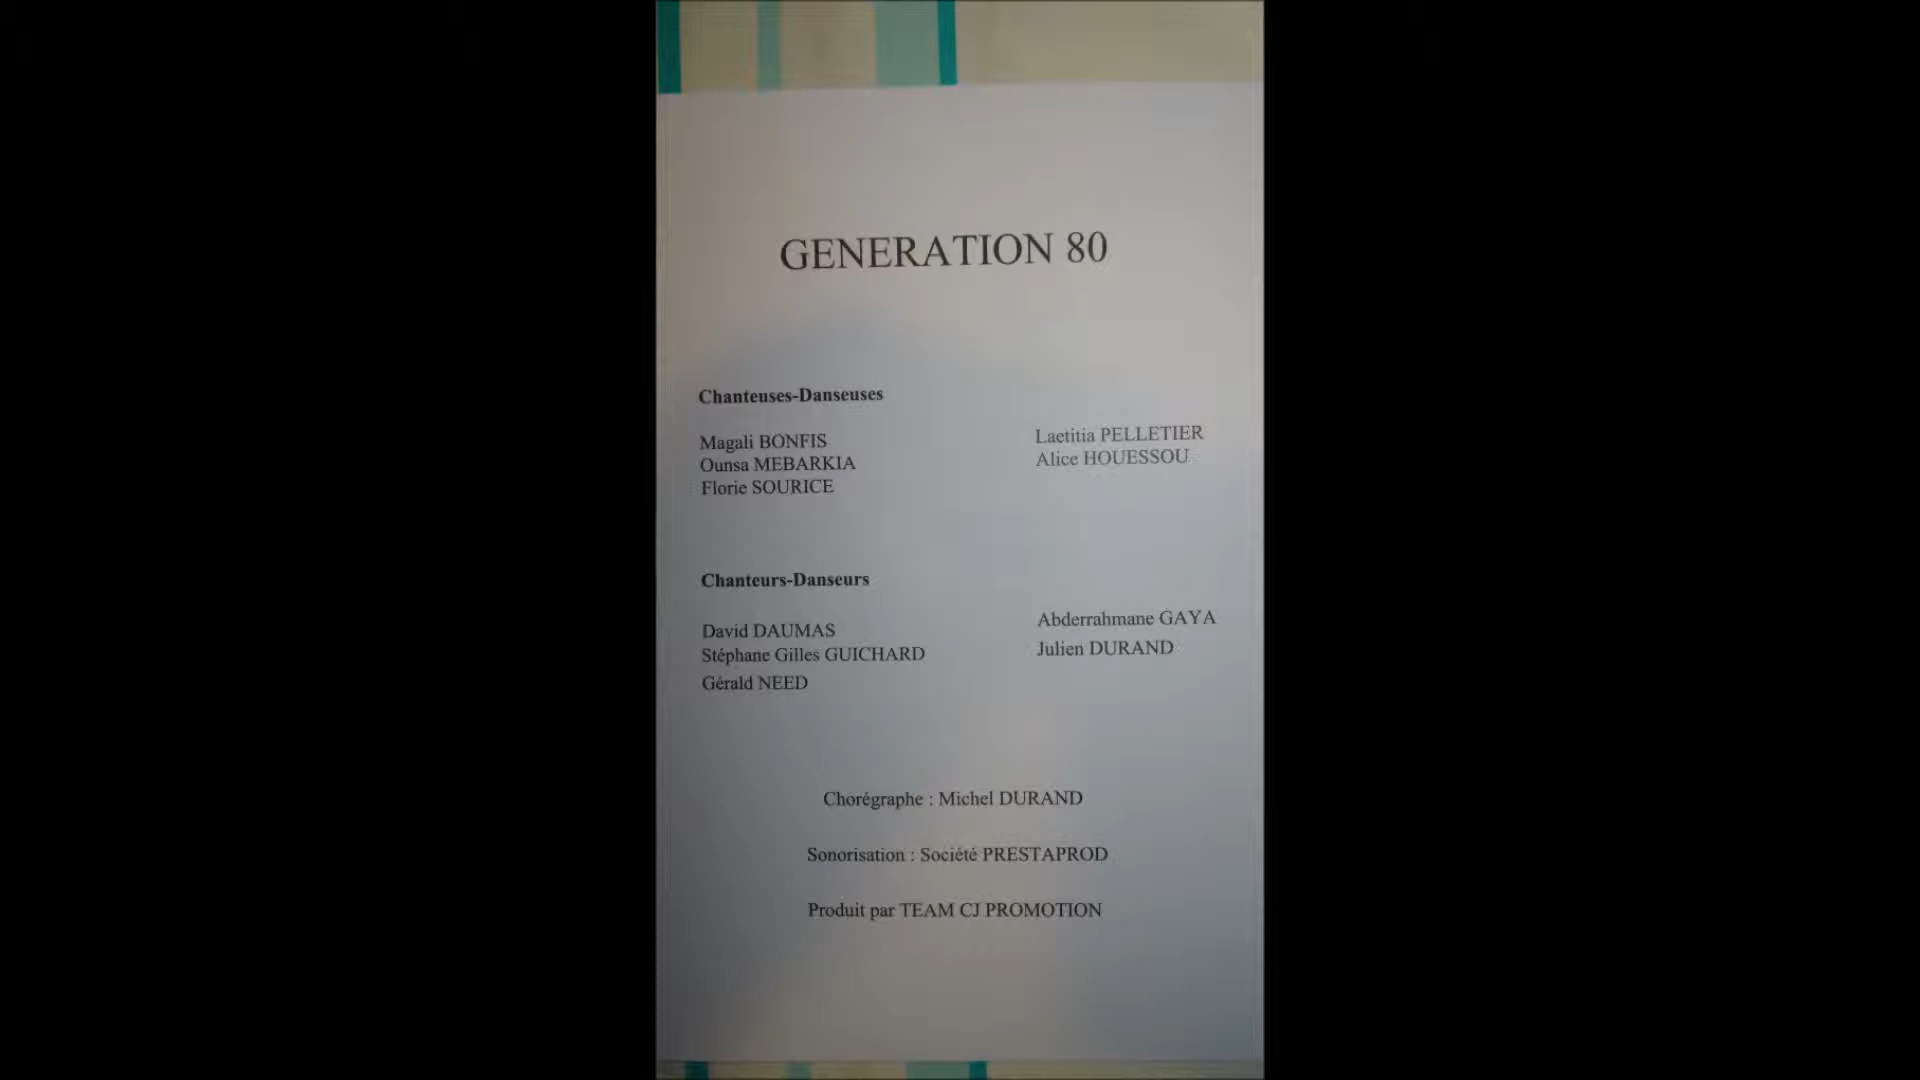 GENERATION 80
Chanteuses-Danseuses
Magali BONFIS
Ounsa MEBARKIA
Florie SOURICE
Laetitia PELLETIER
Alice HOUESSOU
Chanteurs-Danseurs
David DAUMAS
Stéphane Gilles GUICHARD
Gérald NEED
Abderrahmane GAYA
Julien DURAND
Chorégraphe : Michel DURAND
Sonorisation : Société PRESTAPROD
Produit par TEAM CJ PROMOTION